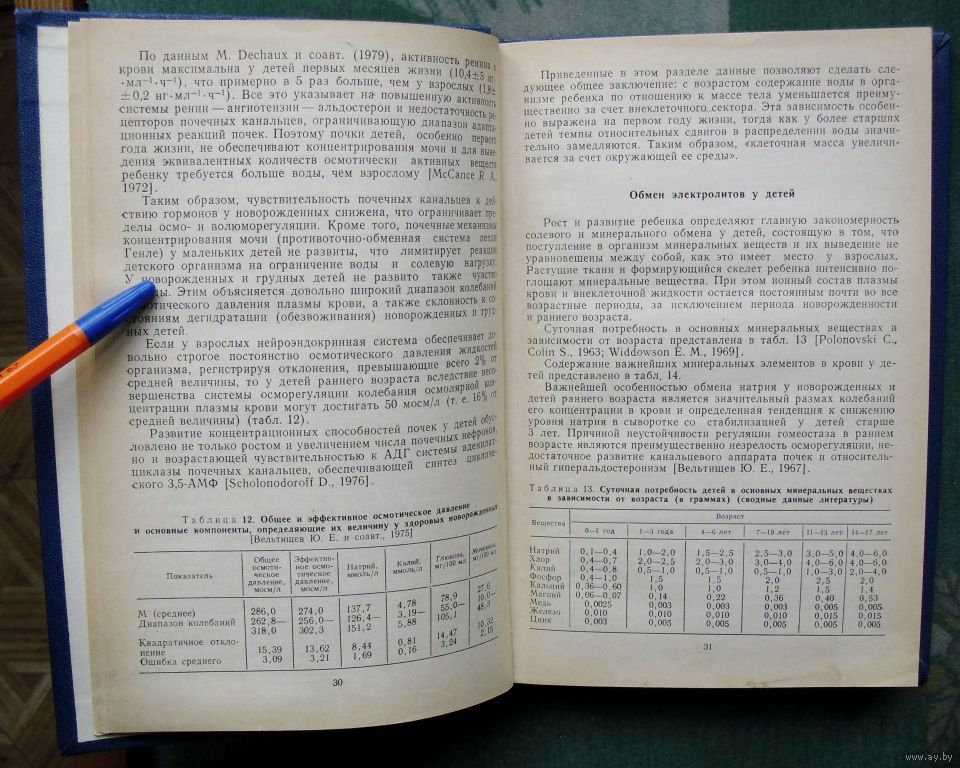 По данным М. Dechaux и соавт. (1979), активность ренина в
крови максимальна у детей первых месяцев жизни (10,4±5 нг·
·мл⁻¹·ч⁻¹), что примерно в 5 раз больше, чем у взрослых (1,8±
±0,2 нг·мл⁻¹·ч⁻¹). Все это указывает на повышенную активность
системы ренин — ангиотензин — альдостерон и недостаточность ре-
цепторов почечных канальцев, ограничивающую диапазон адапта-
ционных реакций почек. Поэтому почки детей, особенно первого
года жизни, не обеспечивают концентрирования мочи и для выве-
дения эквивалентных количеств осмотически активных веществ
ребенку требуется больше воды, чем взрослому [McCance R. A.,
1972].
Таким образом, чувствительность почечных канальцев к дей-
ствию гормонов у новорожденных снижена, что ограничивает пре-
делы осмо- и волюморегуляции. Кроме того, почечные механизмы
концентрирования мочи (противоточно-обменная система петли
Генле) у маленьких детей не развиты, что лимитирует реакции
детского организма на ограничение воды и солевую нагрузку.
У новорожденных и грудных детей не развито также чувство
ды. Этим объясняется довольно широкий диапазон колебаний
отического давления плазмы крови, а также склонность к со-
стояниям дегидратации (обезвоживания) новорожденных и груд-
ных детей.
Если у взрослых нейроэндокринная система обеспечивает до-
вольно строгое постоянство осмотического давления жидкостей
организма, регистрируя отклонения, превышающие всего 2% от
средней величины, то у детей раннего возраста вследствие несо-
вершенства системы осморегуляции колебания осмолярной кон-
центрации плазмы крови могут достигать 50 мосм/л (т. е. 16% от
средней величины) (табл. 12).
Развитие концентрационных способностей почек у детей обус-
ловлено не только ростом и увеличением числа почечных нефронов,
но и возрастающей чувствительностью к АДГ системы аденилат-
циклазы почечных канальцев, обеспечивающей синтез цикличе-
ского 3,5-АМФ [Scholonodoroff D., 1976].
Таблица 12. Общее и эффективное осмотическое давление
и основные компоненты, определяющие их величину у здоровых новорожденных
[Вельтищев Ю. Е. и соавт., 1975]
Показатель Общее осмоти-ческое давление, мосм/л Эффектив-ное осмо-тическое давление, мосм/л Натрий, ммоль/л Калий, ммоль/л Глюкоза, мг/100 мл мг/100 мл
М (среднее) 286,0 274,0 137,7 4,78 78,9 27,6
Диапазон колебаний 262,8— 256,0— 126,4— 3,19— 55,0— 10,0—
318,0 302,3 151,2 5,88 105,1 48,3
Квадратичное откло-
нение 15,39 13,62 8,44 0,81 14,47 10,32
Ошибка среднего 3,09 3,21 1,69 0,16 3,24 2,15
30
Приведенные в этом разделе данные позволяют сделать сле-
дующее общее заключение: с возрастом содержание воды в орга-
низме ребенка по отношению к массе тела уменьшается преиму-
щественно за счет внеклеточного сектора. Эта зависимость особен-
но выражена на первом году жизни, тогда как у более старших
детей темпы относительных сдвигов в распределении воды значи-
тельно замедляются. Таким образом, «клеточная масса увеличи-
вается за счет окружающей ее среды».
Обмен электролитов у детей
Рост и развитие ребенка определяют главную закономерность
солевого и минерального обмена у детей, состоящую в том, что
поступление в организм минеральных веществ и их выведение не
уравновешены между собой, как это имеет место у взрослых.
Растущие ткани и формирующийся скелет ребенка интенсивно по-
глощают минеральные вещества. При этом ионный состав плазмы
крови и внеклеточной жидкости остается постоянным почти во все
возрастные периоды, за исключением периода новорожденности
и раннего возраста.
Суточная потребность в основных минеральных веществах в
зависимости от возраста представлена в табл. 13 [Polonovski C.,
Colin S., 1963; Widdowson E. M., 1969].
Содержание важнейших минеральных элементов в крови у де-
тей представлено в табл. 14.
Важнейшей особенностью обмена натрия у новорожденных и
детей раннего возраста является значительный размах колебаний
его концентрации в крови и определенная тенденция к снижению
уровня натрия в сыворотке со стабилизацией у детей старше
3 лет. Причиной неустойчивости регуляции гомеостаза в раннем
возрасте являются преимущественно незрелость осморегуляции, не-
достаточное развитие канальцевого аппарата почек и относитель-
ный гиперальдостеронизм [Вельтищев Ю. Е., 1967].
Таблица 13. Суточная потребность детей в основных минеральных веществах
в зависимости от возраста (в граммах) (сводные данные литературы)
Вещества Возраст
0—1 год 1—3 года 4—6 лет 7—10 лет 11—13 лет 14—17 лет
Натрий 0,1—0,4 1,0—2,0 1,5—2,5 2,5—3,0 3,0—5,0 4,0—6,0
Хлор 0,4—0,7 2,0—2,5 2,0—3,0 3,0—4,0 4,0—6,0 4,0—6,0
Калий 0,4—0,8 0,5—1,0 0,5—1,0 0,5—1,0 1,0—3,0 2,0—4,0
Фосфор 0,4—1,0 1,5 1,5 2,0 2,5 2,0
Кальций 0,36—0,60 1,0 1,0 1,2 1,5 1,4
Магний 0,06—0,07 0,14 0,22 0,36 0,40 0,53
Медь 0,0025 0,003 0,003 0,003 0,005 0,005
Железо 0,010 0,010 0,010 0,010 0,015 0,015
Цинк 0,003 0,005 0,005 0,005 0,005 0,005
31
www.ay.by